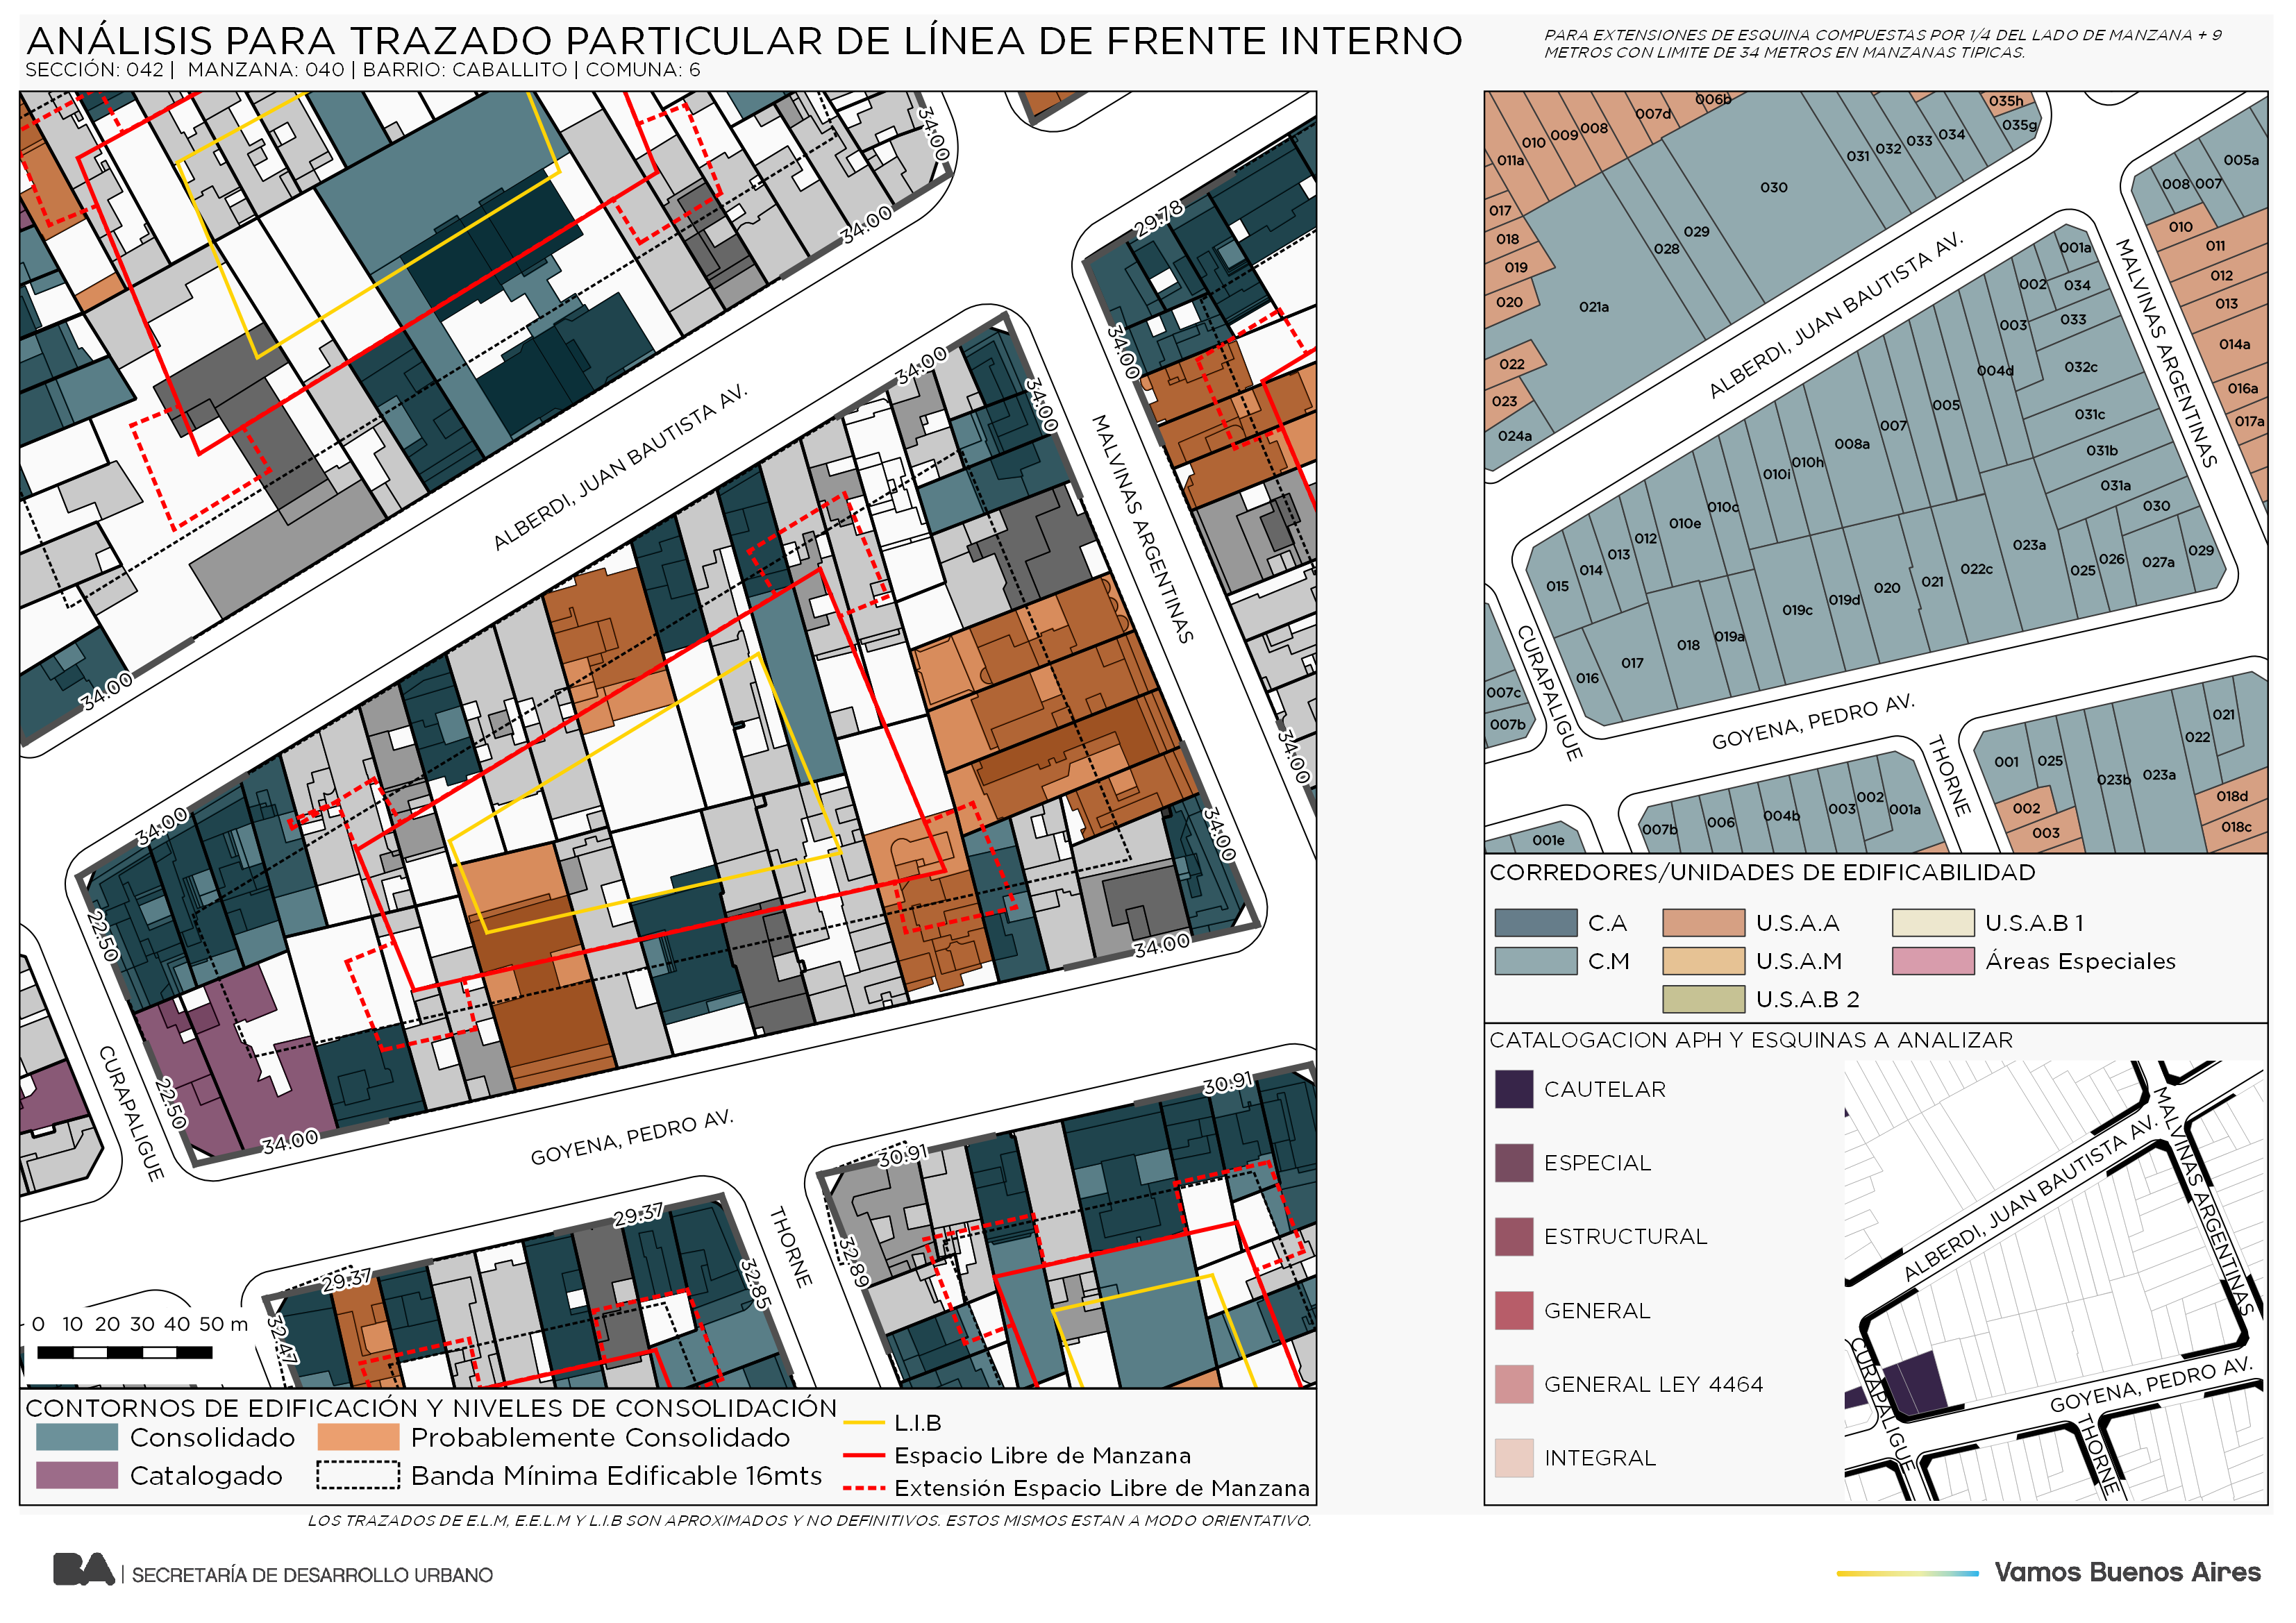 ANÁLISIS PARA TRAZADO PARTICULAR DE LÍNEA DE FRENTE INTERNO
SECCIÓN: 042 | MANZANA: 040 | BARRIO: CABALLITO | COMUNA: 6
PARA EXTENSIONES DE ESQUINA COMPUESTAS POR 1/4 DEL LADO DE MANZANA + 9
METROS CON LIMITE DE 34 METROS EN MANZANAS TIPICAS.
34.00
34.00
29.78
34.00
34.00
34.00
34.00
ALBERDI, JUAN BAUTISTA AV.
MALVINAS ARGENTINAS
34.00
22.50
34.00
34.00
34.00
CURAPALIGUE
22.50
34.00
GOYENA, PEDRO AV.
30.91
30.91
29.37
29.37
THORNE
32.89
32.85
32.47
0 10 20 30 40 50 m
006b
007d
008
009
010
011a
035h
035g
034
033
032
031
030
029
028
021a
017
018
019
020
022
023
024a
005a
008
007
010
011
012
013
014a
016a
017a
ALBERDI, JUAN BAUTISTA AV.
MALVINAS ARGENTINAS
001a
002
034
003
033
004d
032c
005
031c
007
031b
008a
031a
010h
010i
030
010c
010e
012
013
014
015
029
027a
026
025
023a
022c
021
020
019d
019c
019a
018
017
016
CURAPALIGUE
GOYENA, PEDRO AV.
THORNE
007c
007b
001e
007b
006
004b
003
002
001a
001
025
002
003
023b
023a
022
021
018d
018c
CORREDORES/UNIDADES DE EDIFICABILIDAD
C.A
U.S.A.A
U.S.A.B 1
C.M
U.S.A.M
Áreas Especiales
U.S.A.B 2
CATALOGACION APH Y ESQUINAS A ANALIZAR
CAUTELAR
ESPECIAL
ESTRUCTURAL
GENERAL
GENERAL LEY 4464
INTEGRAL
ALBERDI, JUAN BAUTISTA AV.
MALVINAS ARGENTINAS
CURAPALIGUE
GOYENA, PEDRO AV.
THORNE
CONTORNOS DE EDIFICACIÓN Y NIVELES DE CONSOLIDACIÓN
Consolidado
Probablemente Consolidado
Catalogado
Banda Mínima Edificable 16mts
L.I.B
Espacio Libre de Manzana
Extensión Espacio Libre de Manzana
LOS TRAZADOS DE E.L.M, E.E.L.M Y L.I.B SON APROXIMADOS Y NO DEFINITIVOS. ESTOS MISMOS ESTAN A MODO ORIENTATIVO.
BA | SECRETARÍA DE DESARROLLO URBANO
Vamos Buenos Aires